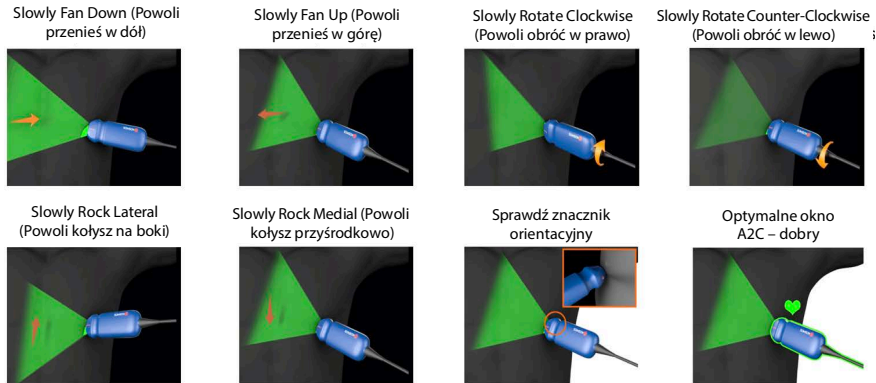 Slowly Fan Down (Powoli
przenieś w dół)
Slowly Fan Up (Powoli
przenieś w górę)
Slowly Rotate Clockwise
(Powoli obróć w prawo)
Slowly Rotate Counter-Clockwise
(Powoli obróć w lewo)
Slowly Rock Lateral
(Powoli kołysz na boki)
Slowly Rock Medial (Powoli
kołysz przyśrodkowo)
Sprawdź znacznik
orientacyjny
Optymalne okno
A2C – dobry